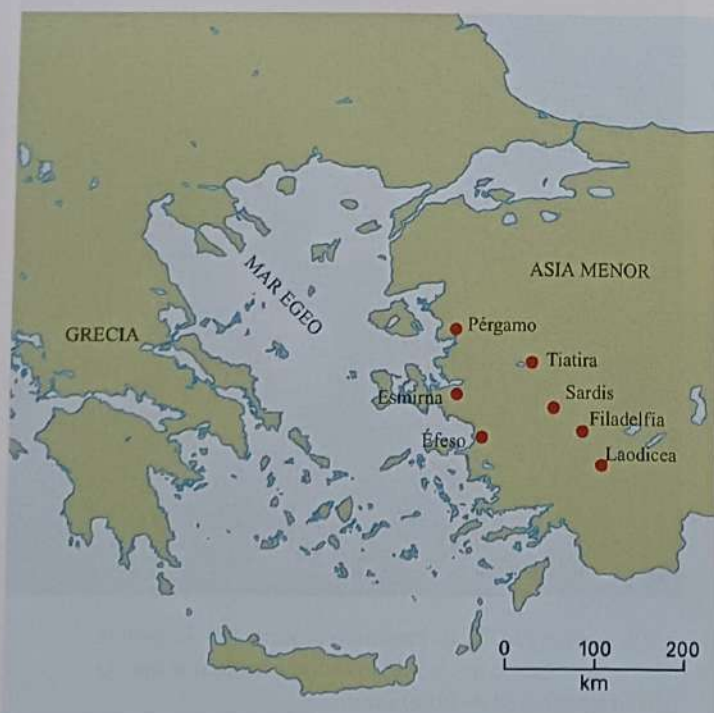 ASIA MENOR
MAR EGEO
GRECIA
Pérgamo
Tiatira
Sardis
Esmirna
Filadelfia
Éfeso
Laodicea
0 100 200
km